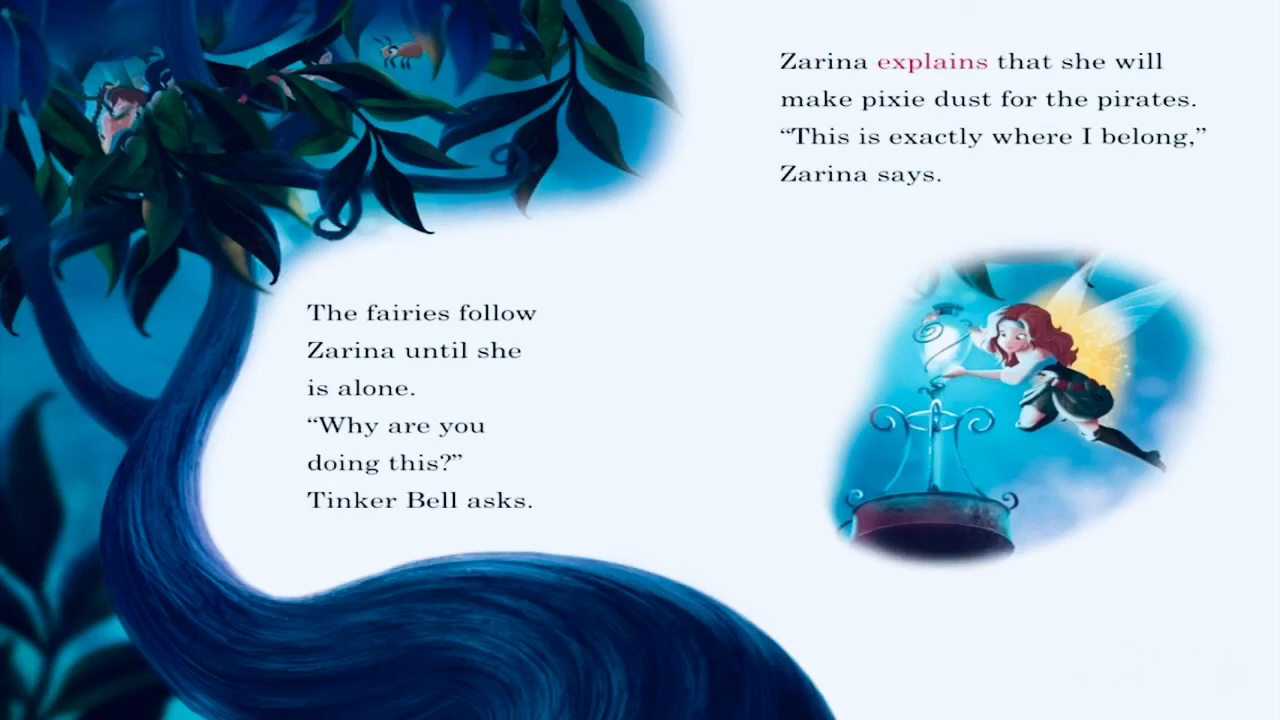 The fairies follow
Zarina until she
is alone.
“Why are you
doing this?”
Tinker Bell asks.
Zarina explains that she will
make pixie dust for the pirates.
“This is exactly where I belong,”
Zarina says.